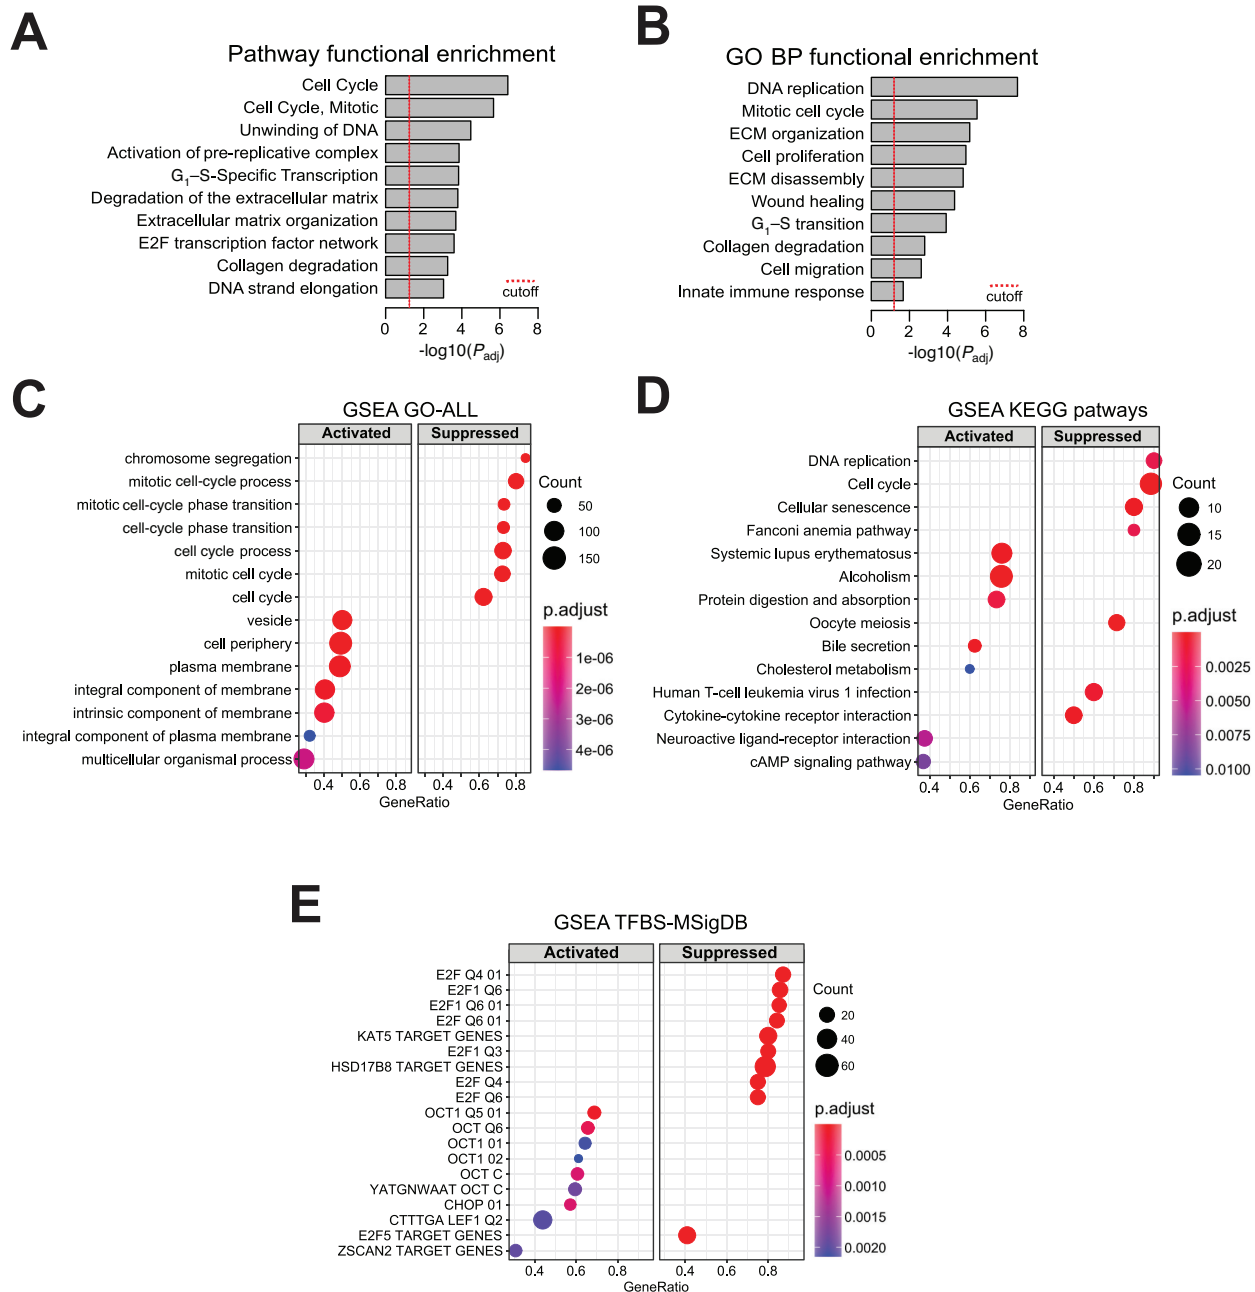 A
Pathway functional enrichment
Cell Cycle
Cell Cycle, Mitotic
Unwinding of DNA
Activation of pre-replicative complex
G1–S-Specific Transcription
Degradation of the extracellular matrix
Extracellular matrix organization
E2F transcription factor network
Collagen degradation
DNA strand elongation
cutoff
0 2 4 6 8
-log10(Padj)
B
GO BP functional enrichment
DNA replication
Mitotic cell cycle
ECM organization
Cell proliferation
ECM disassembly
Wound healing
G1–S transition
Collagen degradation
Cell migration
Innate immune response
cutoff
0 2 4 6 8
-log10(Padj)
C
GSEA GO-ALL
Activated Suppressed
chromosome segregation
mitotic cell-cycle process
mitotic cell-cycle phase transition
cell-cycle phase transition
cell cycle process
mitotic cell cycle
cell cycle
vesicle
cell periphery
plasma membrane
integral component of membrane
intrinsic component of membrane
integral component of plasma membrane
multicellular organismal process
0.4 0.6 0.8 0.4 0.6 0.8
GeneRatio
Count
50
100
150
p.adjust
1e-06
2e-06
3e-06
4e-06
D
GSEA KEGG patways
Activated Suppressed
DNA replication
Cell cycle
Cellular senescence
Fanconi anemia pathway
Systemic lupus erythematosus
Alcoholism
Protein digestion and absorption
Oocyte meiosis
Bile secretion
Cholesterol metabolism
Human T-cell leukemia virus 1 infection
Cytokine-cytokine receptor interaction
Neuroactive ligand-receptor interaction
cAMP signaling pathway
0.4 0.6 0.8 0.4 0.6 0.8
GeneRatio
Count
10
15
20
p.adjust
0.0025
0.0050
0.0075
0.0100
E
GSEA TFBS-MSigDB
Activated Suppressed
E2F Q4 01
E2F1 Q6
E2F1 Q6 01
E2F Q6 01
KAT5 TARGET GENES
E2F1 Q3
HSD17B8 TARGET GENES
E2F Q4
E2F Q6
OCT1 Q5 01
OCT Q6
OCT1 01
OCT1 02
OCT C
YATGNWAAT OCT C
CHOP 01
CTTTGA LEF1 Q2
E2F5 TARGET GENES
ZSCAN2 TARGET GENES
0.4 0.6 0.8 0.4 0.6 0.8
GeneRatio
Count
20
40
60
p.adjust
0.0005
0.0010
0.0015
0.0020